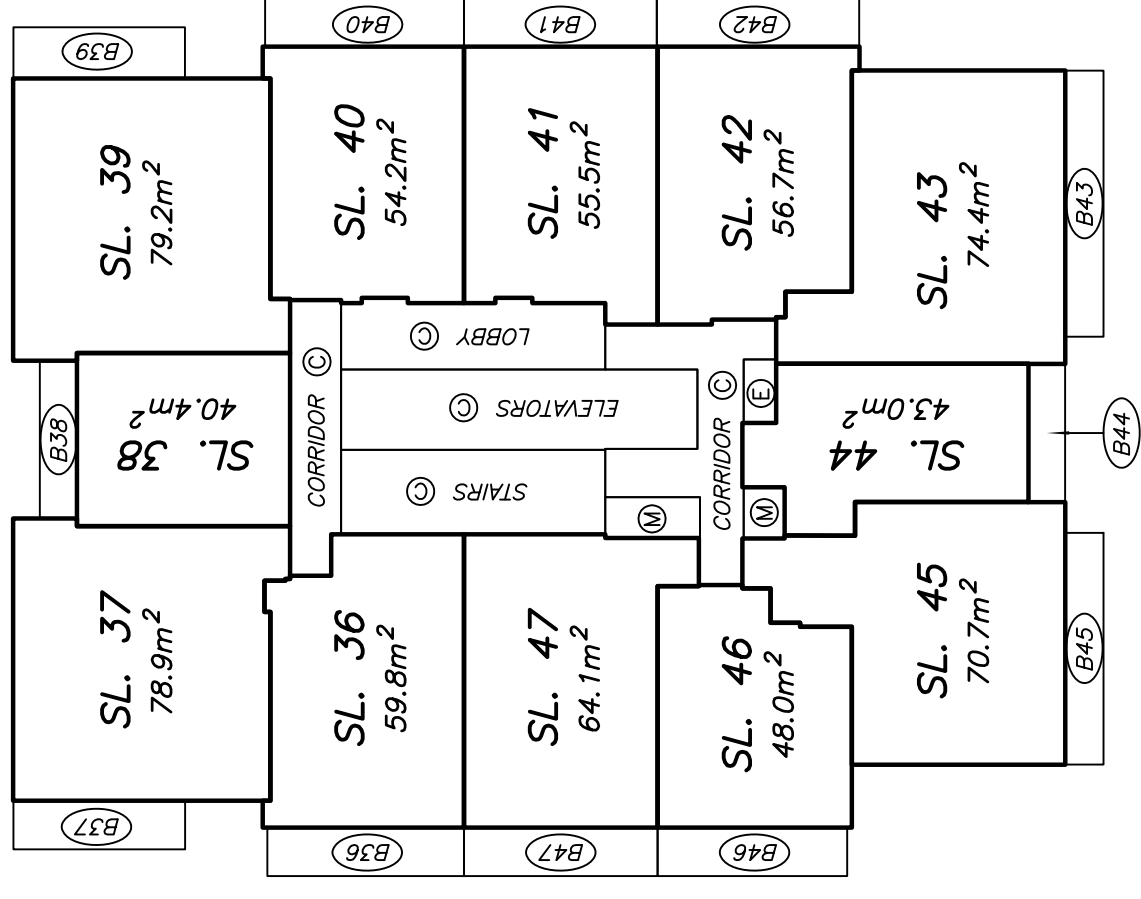 B39
B40
B41
B42
SL. 39
79.2m²
SL. 40
54.2m²
SL. 41
55.5m²
SL. 42
56.7m²
SL. 43
74.4m²
B43
LOBBY C
CORRIDOR C
ELEVATORS C
STAIRS C
CORRIDOR C
E
M
M
B38
SL. 38
40.4m²
SL. 44
43.0m²
B44
SL. 37
78.9m²
SL. 36
59.8m²
SL. 47
64.1m²
SL. 46
48.0m²
SL. 45
70.7m²
B45
B37
B36
B47
B46